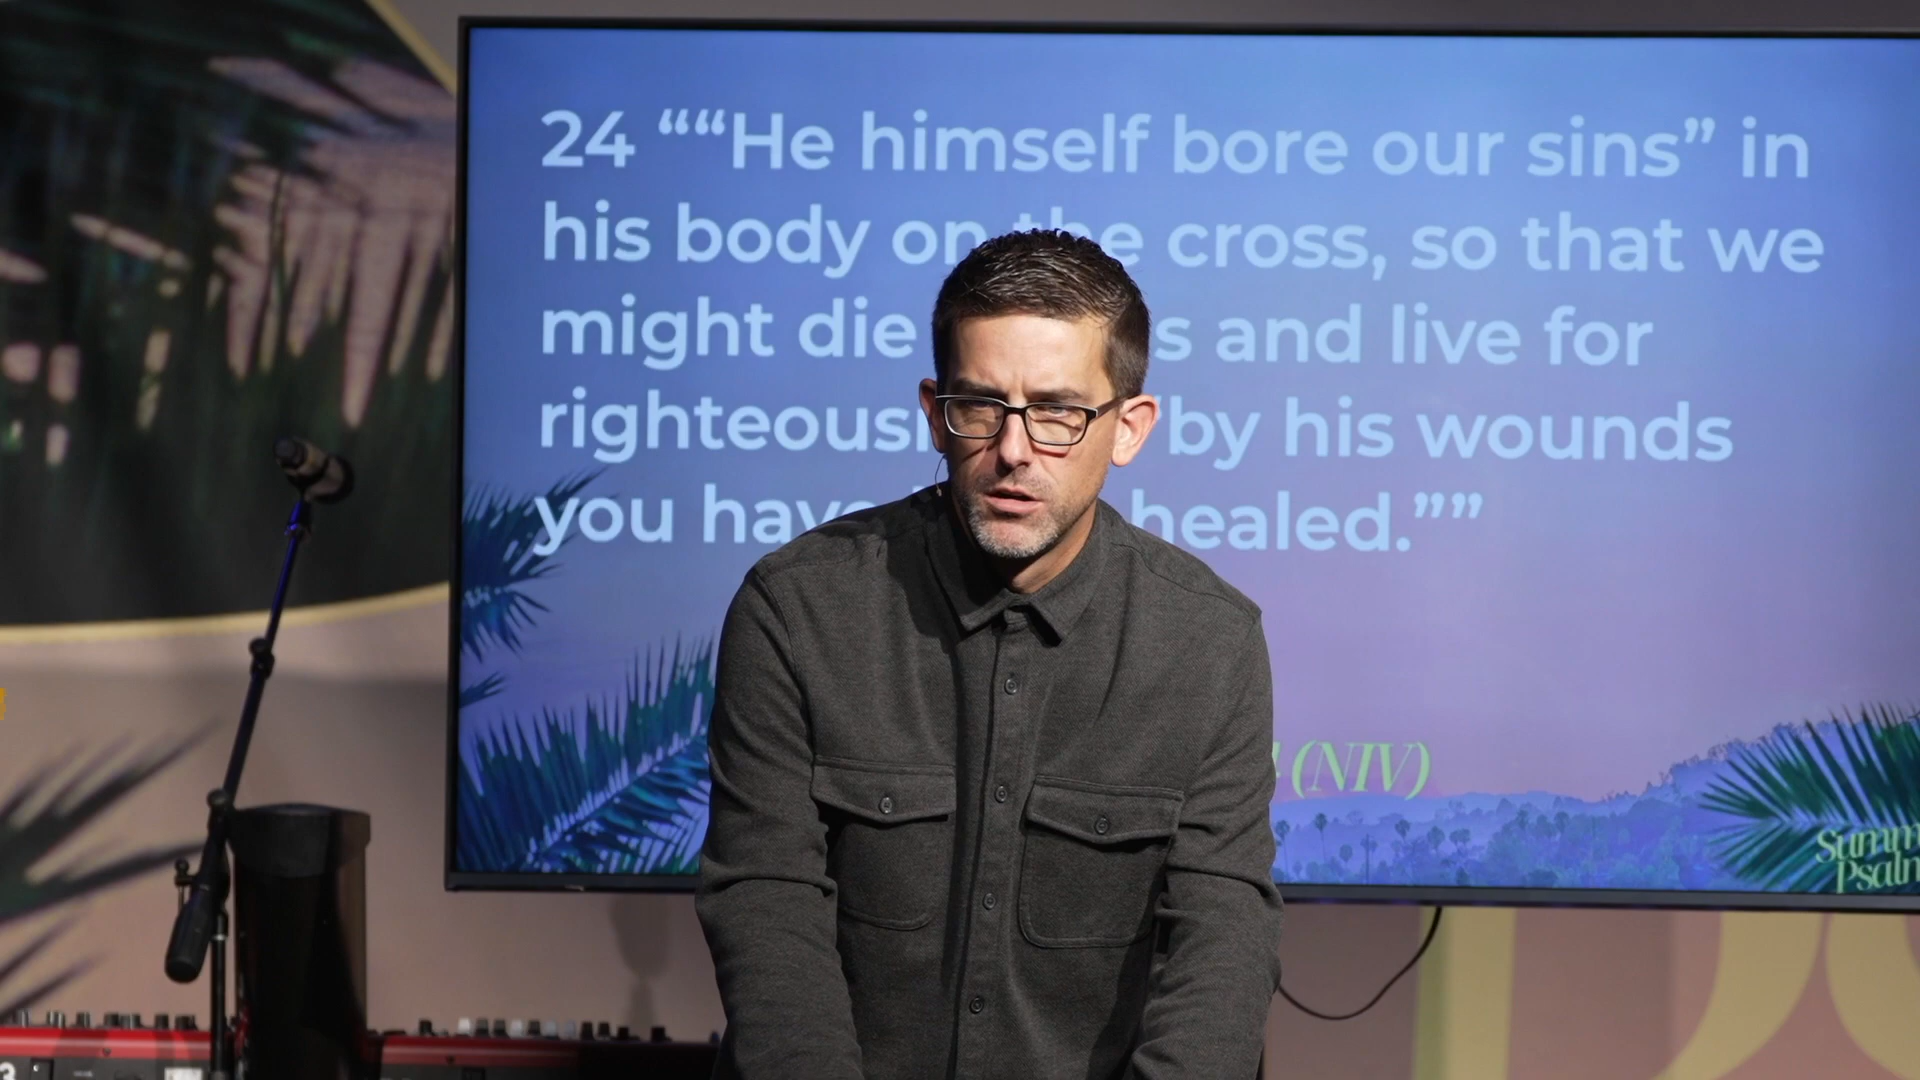 24 ““He himself bore our sins” in
his body on the cross, so that we
might die s and live for
righteous by his wounds
you have healed.””
(NIV)
Summ
Psalm
3